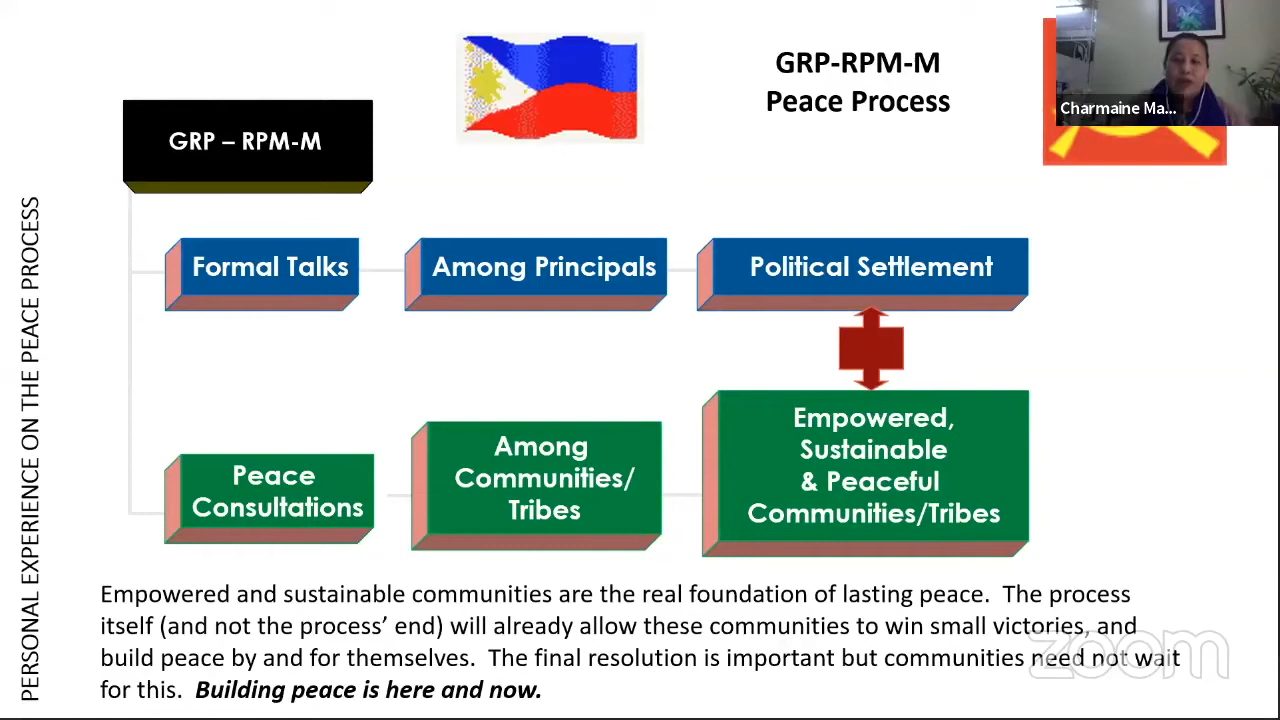 GRP-RPM-M
Peace Process
Charmaine Ma...
GRP – RPM-M
PERSONAL EXPERIENCE ON THE PEACE PROCESS
Formal Talks
Among Principals
Political Settlement
Peace
Consultations
Among
Communities/
Tribes
Empowered,
Sustainable
& Peaceful
Communities/Tribes
Empowered and sustainable communities are the real foundation of lasting peace. The process
itself (and not the process’ end) will already allow these communities to win small victories, and
build peace by and for themselves. The final resolution is important but communities need not wait
for this. Building peace is here and now.
zoom